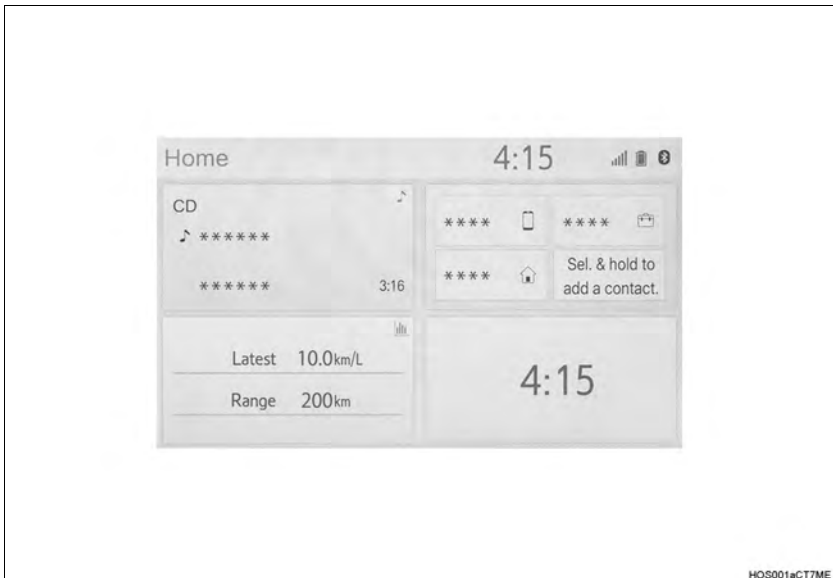 Home 4:15
CD
♪ ******
****** 3:16
**** ****
**** Sel. & hold to
add a contact.
Latest 10.0km/L
Range 200km
4:15
HOS001aCT7ME